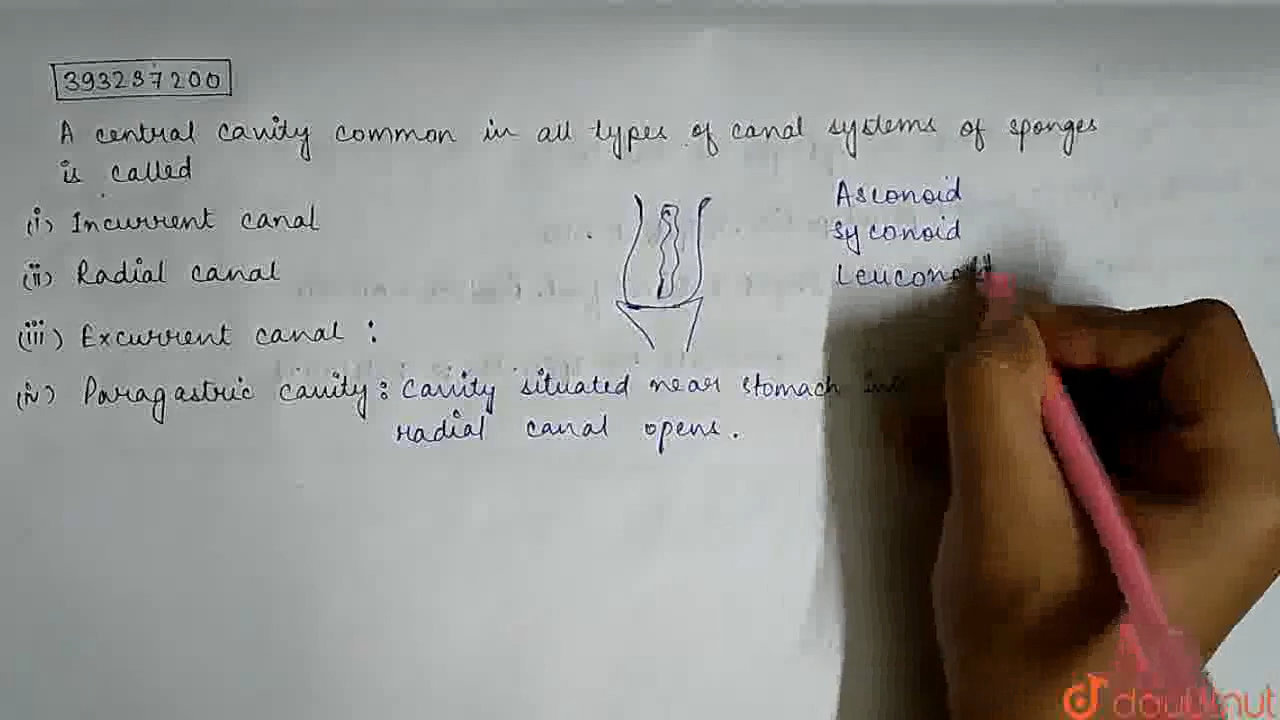 393237200
A central cavity common in all types of canal systems of sponges
is called
(i) Incurrent canal
(ii) Radial canal
(iii) Excurrent canal :
(iv) Paragastric cavity : Cavity situated near stomach
radial canal opens.
Asconoid
Syconoid
doubtnut